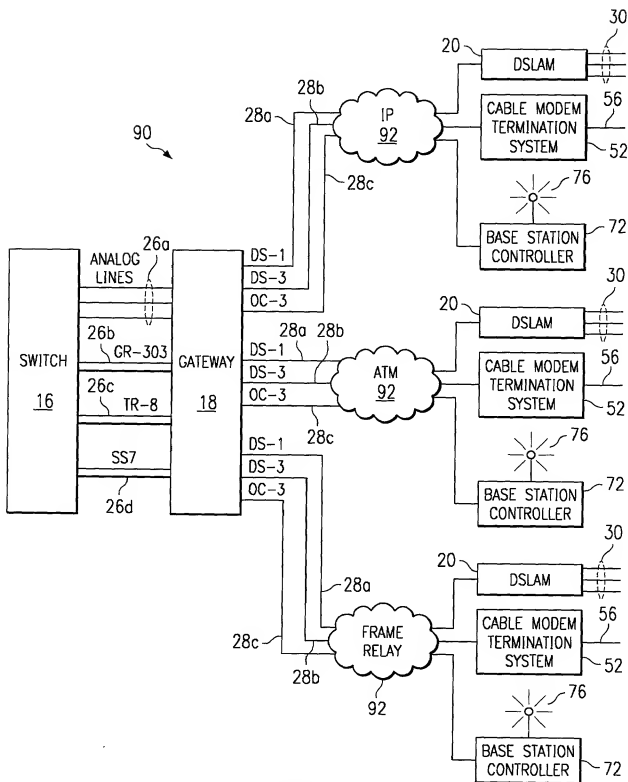 90
SWITCH
16
ANALOG
LINES
26a
26b
GR-303
26c
TR-8
SS7
26d
GATEWAY
18
DS-1
DS-3
OC-3
28a
28b
28c
IP
92
20
DSLAM
30
CABLE MODEM
TERMINATION
SYSTEM
56
52
76
BASE STATION
CONTROLLER
72
DS-1
DS-3
OC-3
28a
28b
28c
ATM
92
20
DSLAM
30
CABLE MODEM
TERMINATION
SYSTEM
56
52
76
BASE STATION
CONTROLLER
72
DS-1
DS-3
OC-3
28a
28b
28c
FRAME
RELAY
92
20
DSLAM
30
CABLE MODEM
TERMINATION
SYSTEM
56
52
76
BASE STATION
CONTROLLER
72